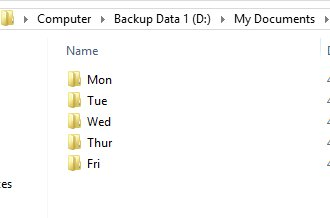 Computer Backup Data 1 (D:) My Documents
Name
Mon
Tue
Wed
Thur
Fri